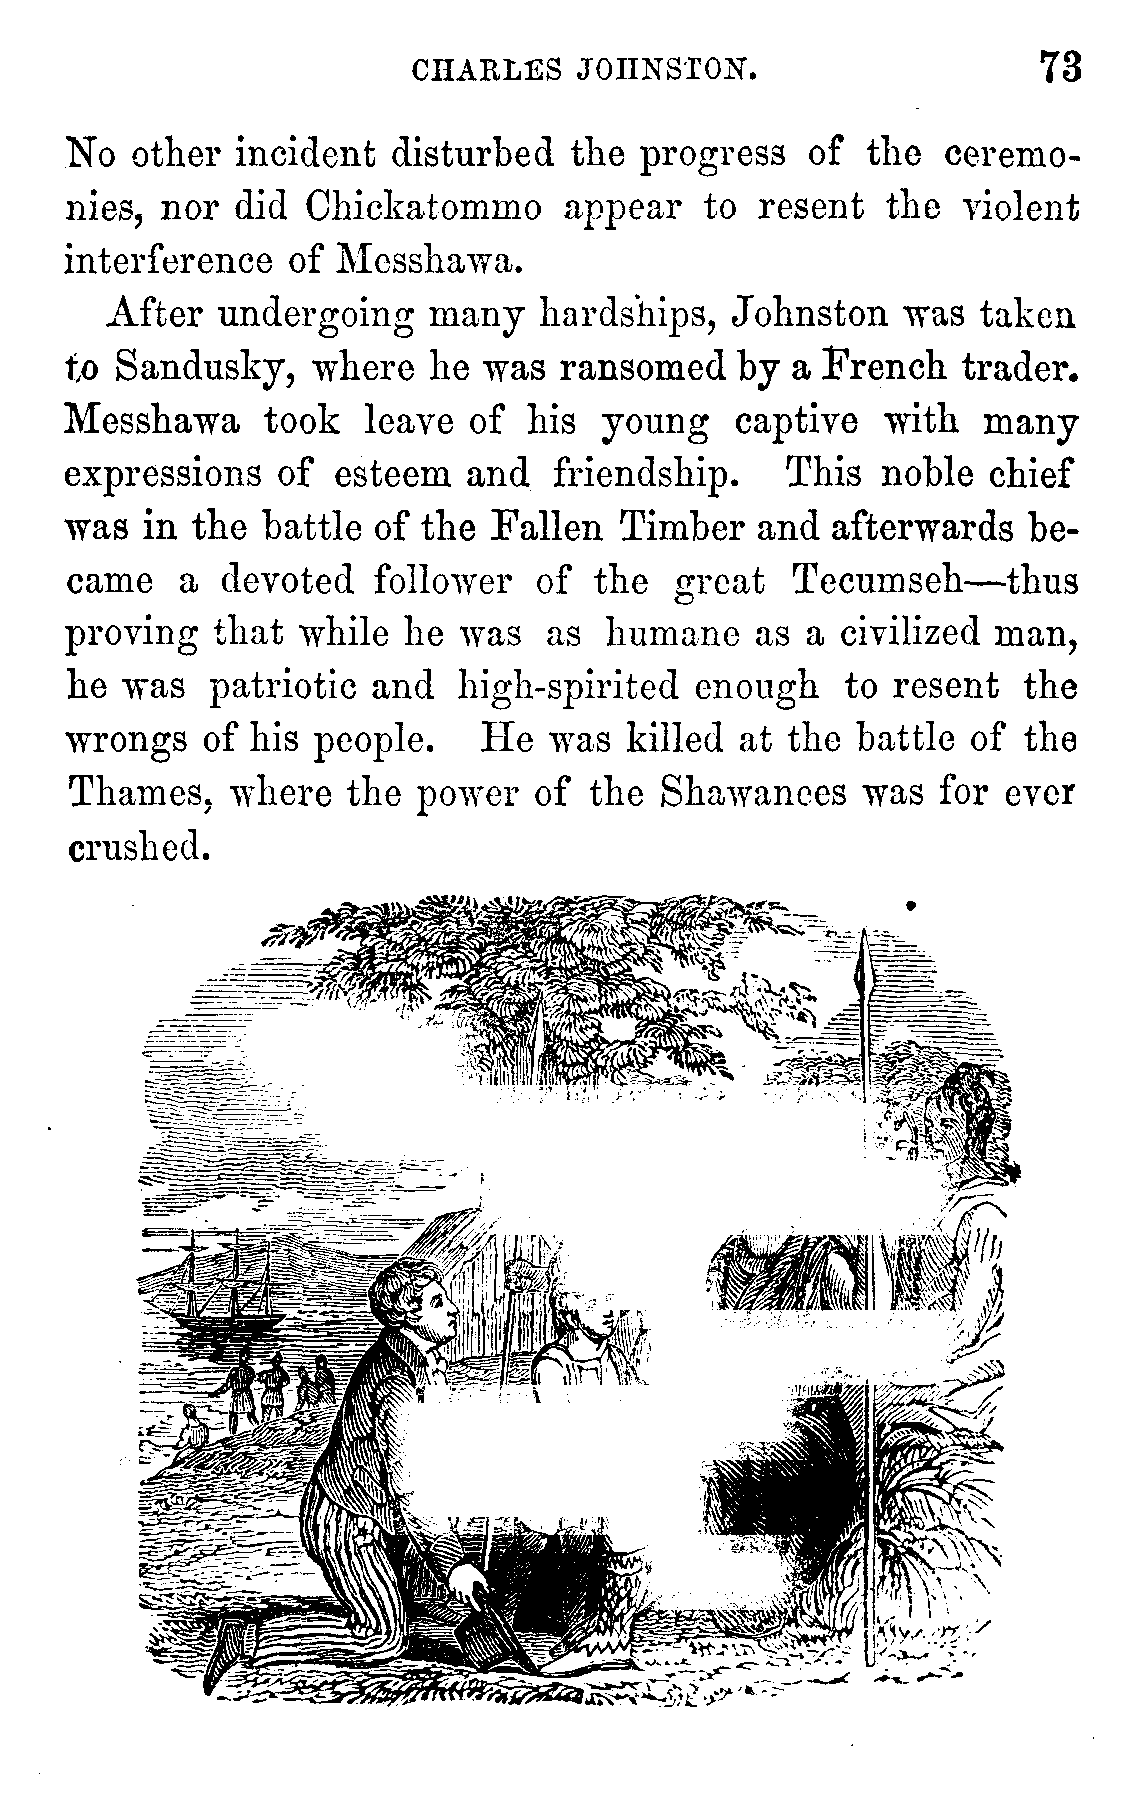 CHARLES JOHNSTON. 73
No other incident disturbed the progress of the ceremo-
nies, nor did Chickatommo appear to resent the violent
interference of Messhawa.
After undergoing many hardships, Johnston was taken
to Sandusky, where he was ransomed by a French trader.
Messhawa took leave of his young captive with many
expressions of esteem and friendship. This noble chief
was in the battle of the Fallen Timber and afterwards be-
came a devoted follower of the great Tecumseh—thus
proving that while he was as humane as a civilized man,
he was patriotic and high-spirited enough to resent the
wrongs of his people. He was killed at the battle of the
Thames, where the power of the Shawanees was for ever
crushed.